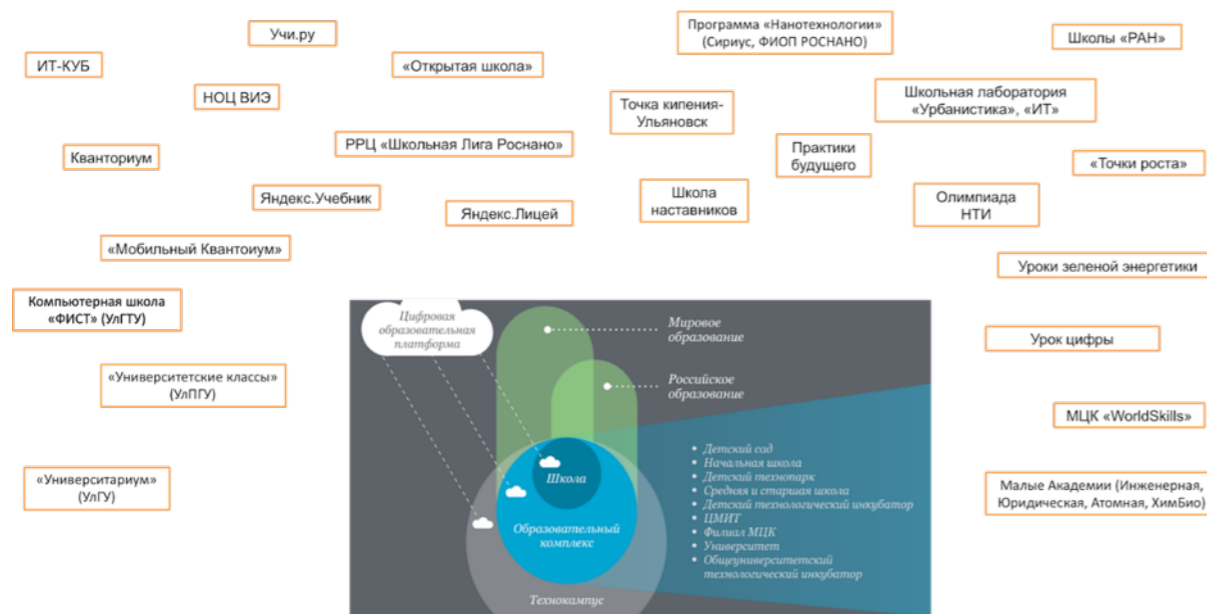 Учи.ру
Программа «Нанотехнологии»
(Сириус, ФИОП РОСНАНО)
Школы «РАН»
ИТ-КУБ
«Открытая школа»
НОЦ ВИЭ
Точка кипения-
Ульяновск
Школьная лаборатория
«Урбанистика», «ИТ»
Кванториум
РРЦ «Школьная Лига Роснано»
Практики
будущего
«Точки роста»
Яндекс.Учебник
Яндекс.Лицей
Школа
наставников
Олимпиада
НТИ
«Мобильный Квантоиум»
Уроки зеленой энергетики
Компьютерная школа
«ФИСТ» (УлГТУ)
Урок цифры
«Университетские классы»
(УлПГУ)
МЦК «WorldSkills»
«Университариум»
(УлГУ)
Малые Академии (Инженерная,
Юридическая, Атомная, ХимБио)
Цифровая
образовательная
платформа
Мировое
образование
Российское
образование
Школа
Образовательный
комплекс
Технокампус
• Детский сад
• Начальная школа
• Детский технопарк
• Средняя и старшая школа
• Детский технологический инкубатор
• ЦМИТ
• Филиал МЦК
• Университет
• Общеуниверситетский
технологический инкубатор